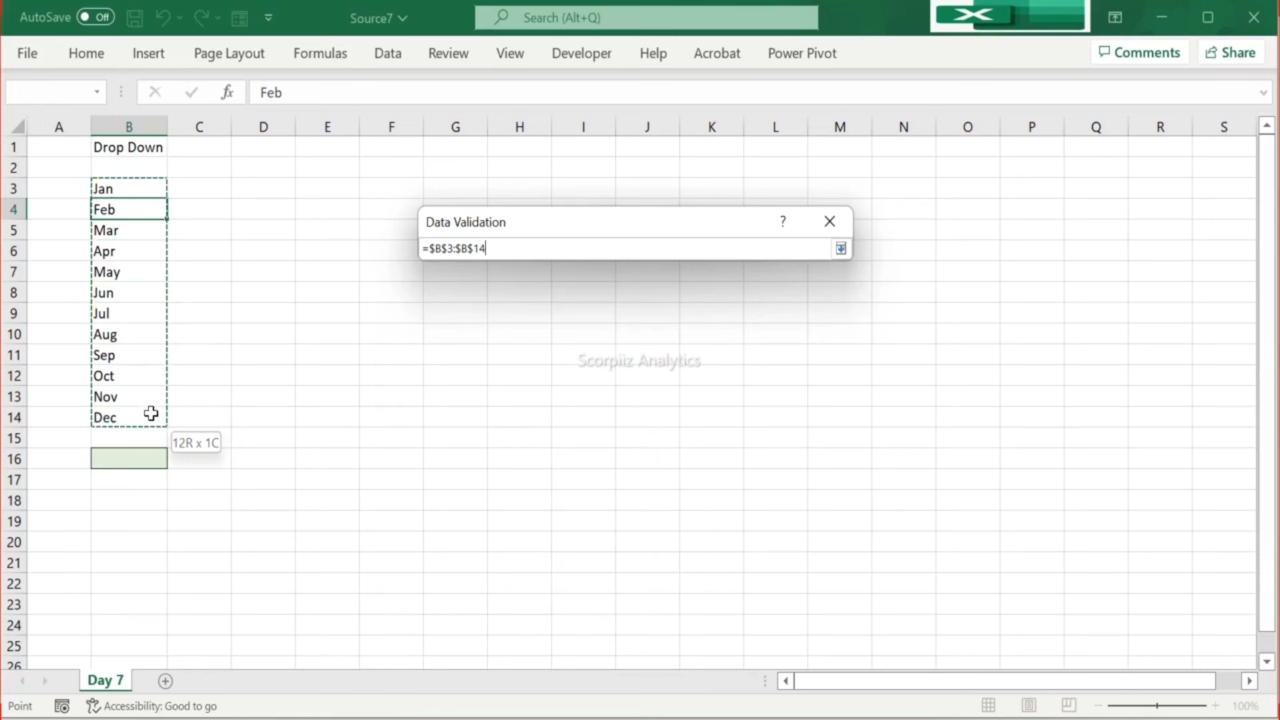 AutoSave Off Source7 Search (Alt+Q)
File Home Insert Page Layout Formulas Data Review View Developer Help Acrobat Power Pivot Comments Share
fx Feb
A B C D E F G H I J K L M N O P Q R S
1 Drop Down
2
3 Jan
4 Feb
5 Mar
6 Apr
7 May
8 Jun
9 Jul
10 Aug
11 Sep
12 Oct
13 Nov
14 Dec
15
12R x 1C
16
17
18
19
20
21
22
23
24
25
26
Data Validation ?
=$B$3:$B$14
Scorpiiz Analytics
Day 7
Point Accessibility: Good to go 100%